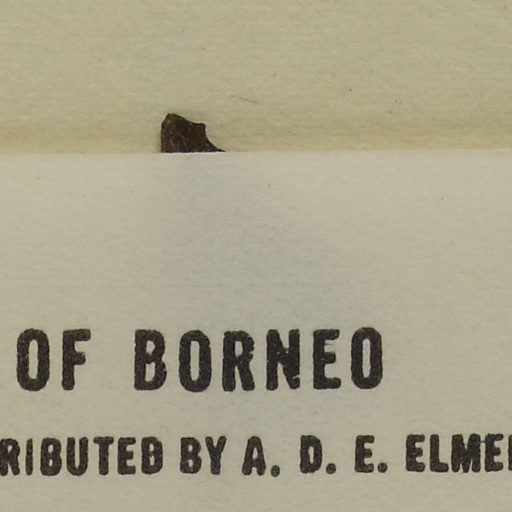 OF BORNEO
RIBUTED BY A. D. E. ELME